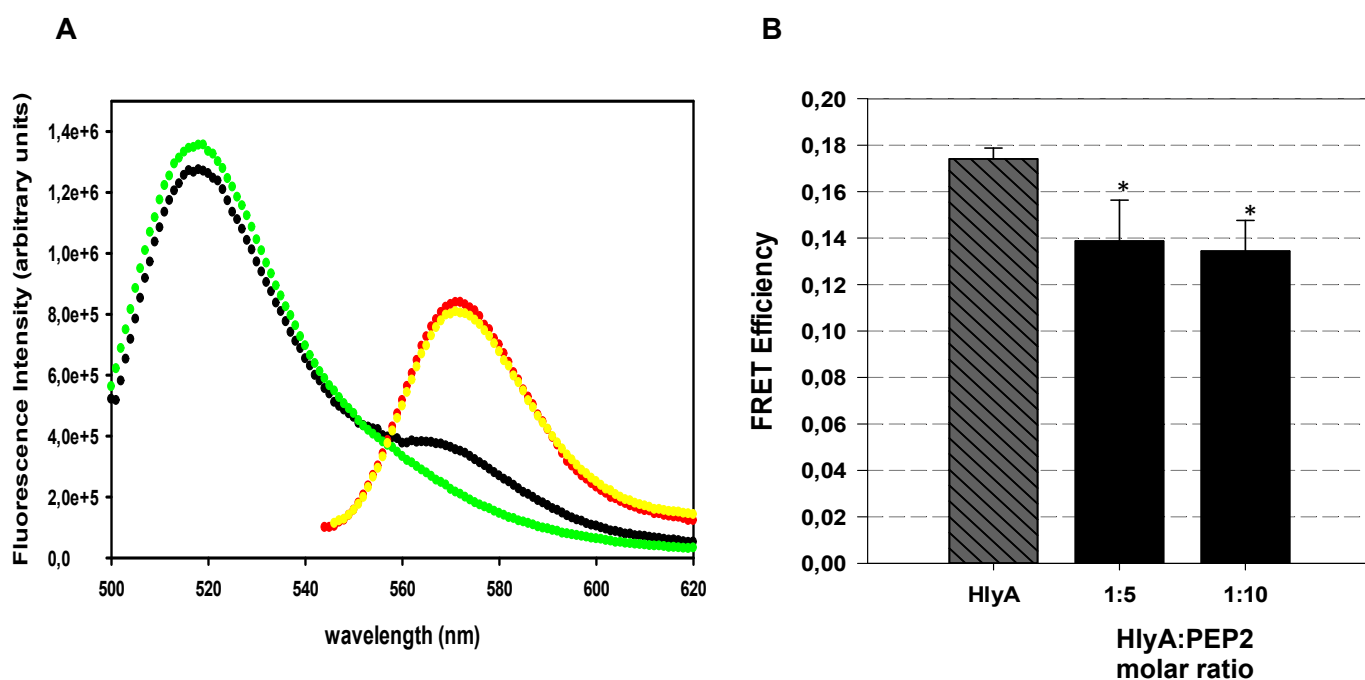 A
Fluorescence Intensity (arbitrary units)
1,4e+6
1,2e+6
1,0e+6
8,0e+5
6,0e+5
4,0e+5
2,0e+5
0,0
500 520 540 560 580 600 620
wavelength (nm)
B
FRET Efficiency
0,20
0,18
0,16
0,14
0,12
0,10
0,08
0,06
0,04
0,02
0,00
* *
HlyA 1:5 1:10
HlyA:PEP2
molar ratio